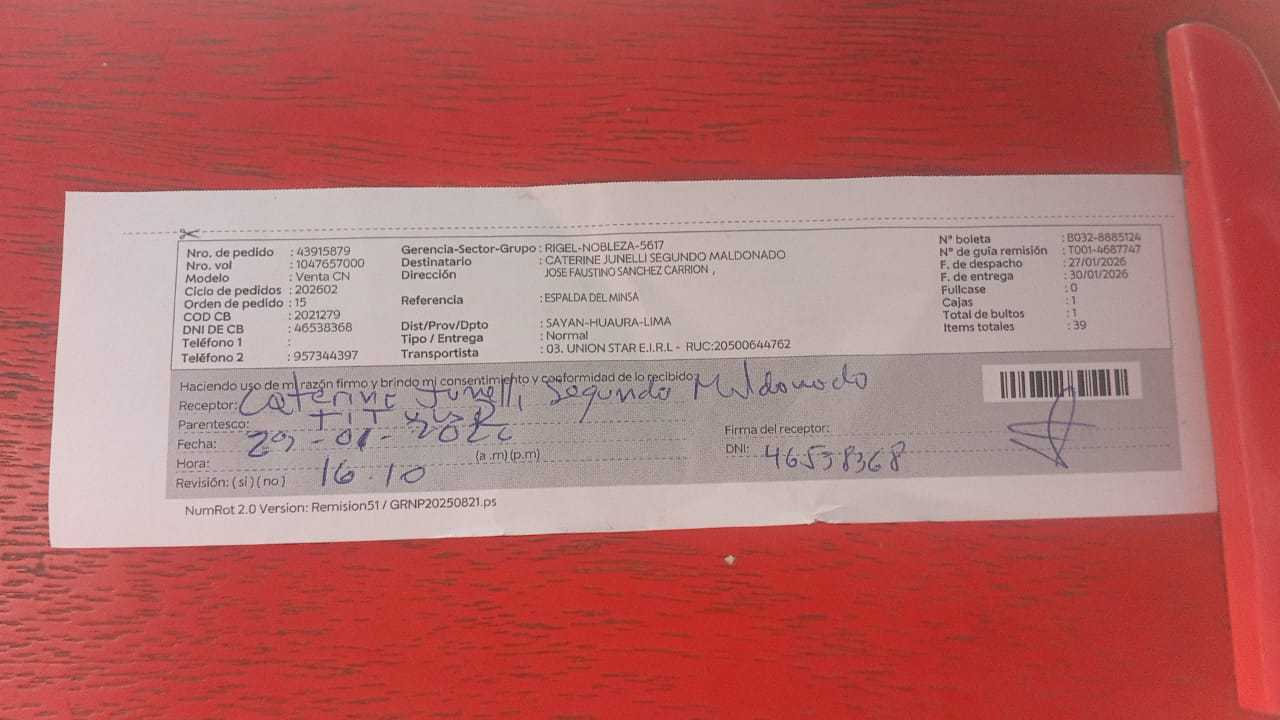 Nro. de pedido : 43915879
Nro. vol : 1047657000
Modelo : Venta CN
Ciclo de pedidos : 202602
Orden de pedido : 15
COD CB : 2021279
DNI DE CB : 46538368
Teléfono 1 :
Teléfono 2 : 957344397
Gerencia-Sector-Grupo : RIGEL-NOBLEZA-5617
Destinatario : CATERINE JUNELLI SEGUNDO MALDONADO
Dirección JOSE FAUSTINO SANCHEZ CARRION ,
Referencia : ESPALDA DEL MINSA
Dist/Prov/Dpto : SAYAN-HUAURA-LIMA
Tipo / Entrega : Normal
Transportista : 03. UNION STAR E.I.R.L - RUC:20500644762
N° boleta : B032-8885124
N° de guía remisión : T001-4687747
F. de despacho : 27/01/2026
F. de entrega : 30/01/2026
Fullcase : 0
Cajas : 1
Total de bultos : 1
Items totales : 39
Haciendo uso de mi razón firmo y brindo mi consentimiento y conformidad de lo recibido:
Receptor: Caterine Junelli Segundo Maldonado
Parentesco: TITULAR
Fecha: 29-01-2026
Hora: 16.10 (a .m) (p.m)
Revisión: ( si ) ( no )
Firma del receptor:
DNI: 46538368
NumRot 2.0 Version: Remision51 / GRNP20250821.ps